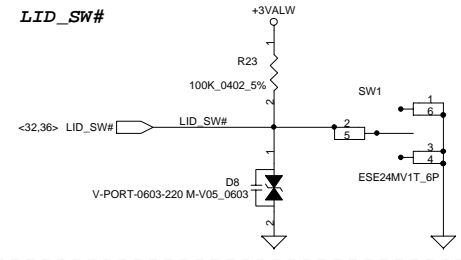 LID_SW#
+3VALW
1
R23
100K_0402_5%
2
SW1
<32,36> LID_SW#
LID_SW#
2
5
1
6
3
4
ESE24MV1T_6P
1
D8
V-PORT-0603-220 M-V05_0603
2